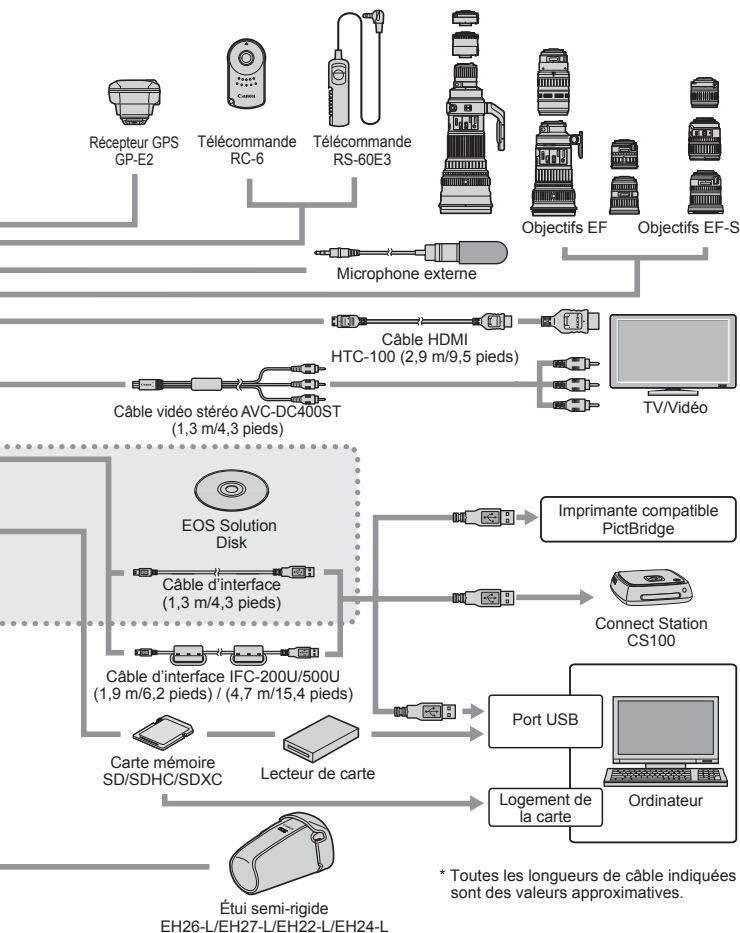 Canon
Récepteur GPS
GP-E2
Télécommande
RC-6
Télécommande
RS-60E3
Objectifs EF
Objectifs EF-S
Microphone externe
Câble HDMI
HTC-100 (2,9 m/9,5 pieds)
TV/Vidéo
Câble vidéo stéréo AVC-DC400ST
(1,3 m/4,3 pieds)
EOS Solution
Disk
Imprimante compatible
PictBridge
Câble d'interface
(1,3 m/4,3 pieds)
Connect Station
CS100
Câble d'interface IFC-200U/500U
(1,9 m/6,2 pieds) / (4,7 m/15,4 pieds)
Port USB
Carte mémoire
SD/SDHC/SDXC
Lecteur de carte
Logement de
la carte
Ordinateur
* Toutes les longueurs de câble indiquées
sont des valeurs approximatives.
Étui semi-rigide
EH26-L/EH27-L/EH22-L/EH24-L